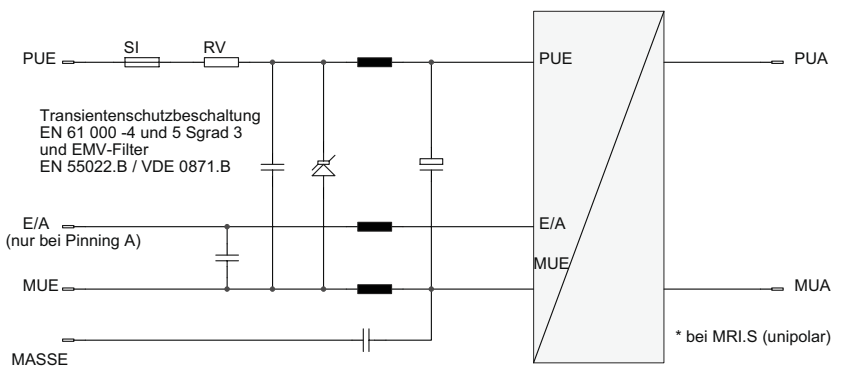 SI
RV
PUE
PUE
PUA
Transientenschutzbeschaltung
EN 61 000 -4 und 5 Sgrad 3
und EMV-Filter
EN 55022.B / VDE 0871.B
E/A
(nur bei Pinning A)
E/A
MUE
MUE
MUA
* bei MRI.S (unipolar)
MASSE